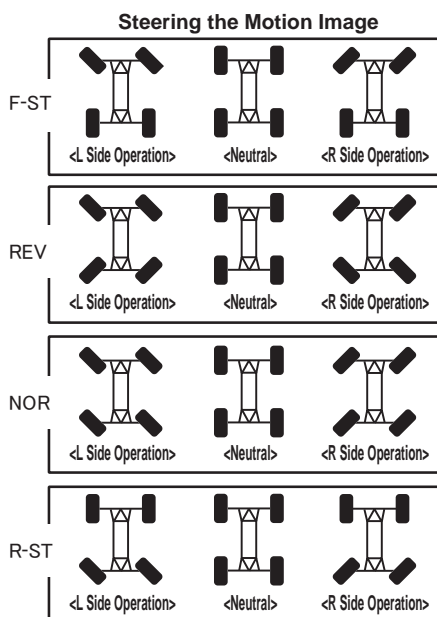 Steering the Motion Image
F-ST
<L Side Operation> <Neutral> <R Side Operation>
REV
<L Side Operation> <Neutral> <R Side Operation>
NOR
<L Side Operation> <Neutral> <R Side Operation>
R-ST
<L Side Operation> <Neutral> <R Side Operation>